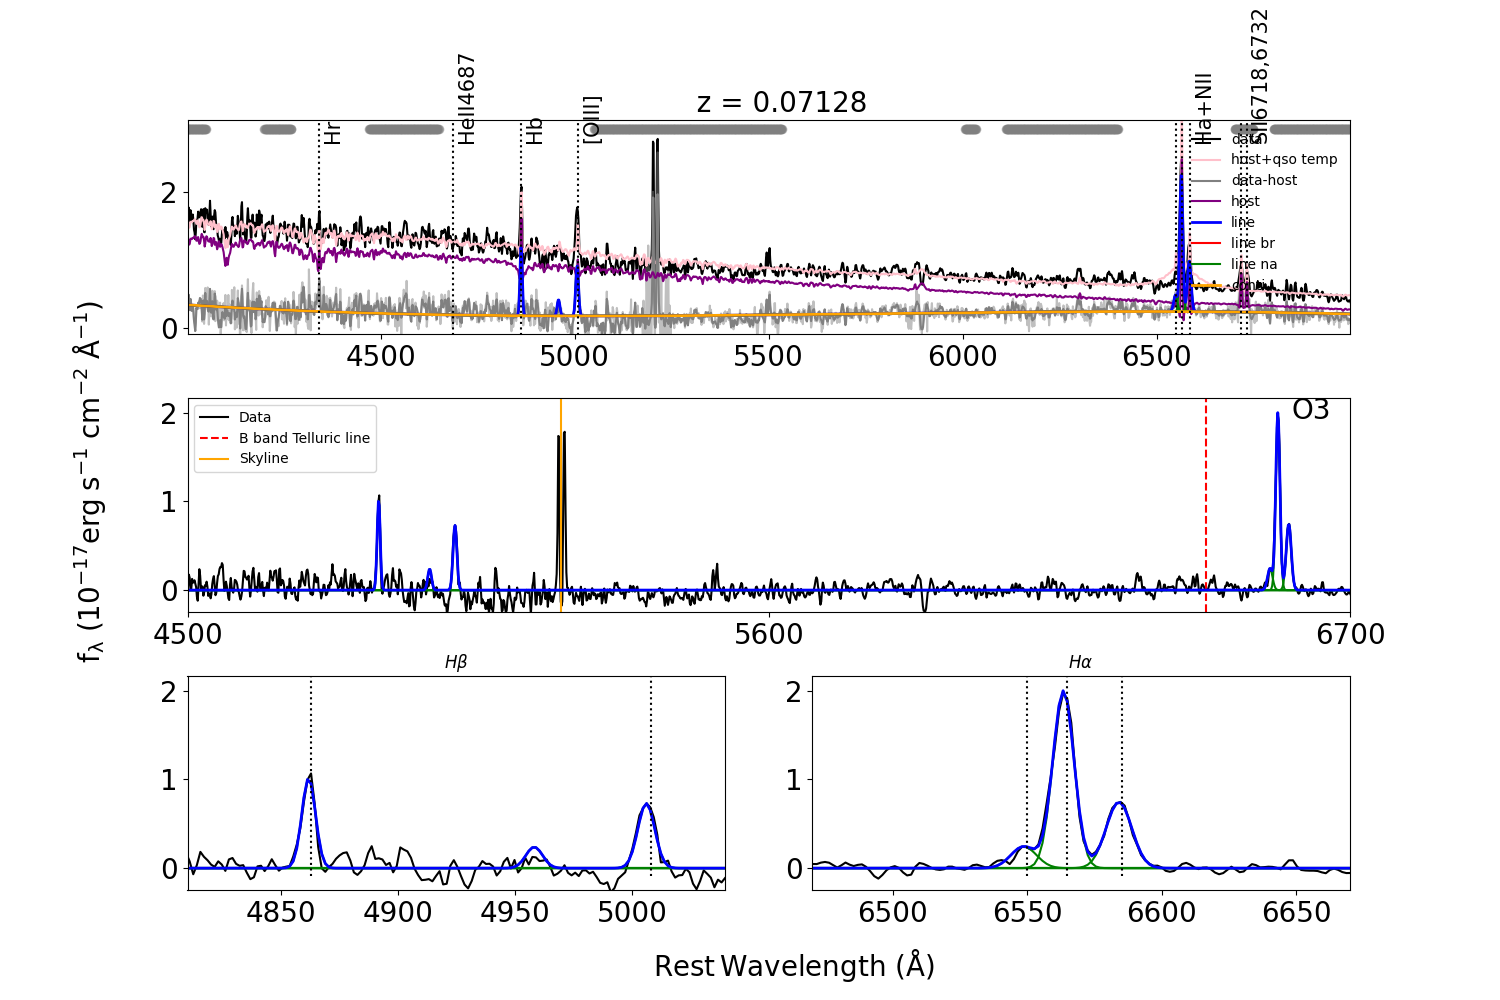 z = 0.07128
Hr
HeII4687
Hb
[OIII]
Ha+NII
SII6718,6732
data
host+qso temp
data-host
host
line
line br
line na
2
0
4500 5000 5500 6000 6500
Data
B band Telluric line
Skyline
O3
2
1
0
4500 5600 6700
fλ (10−17erg s−1 cm−2 Å−1)
Hβ
2
1
0
4850 4900 4950 5000
Hα
2
1
0
6500 6550 6600 6650
Rest Wavelength (Å)